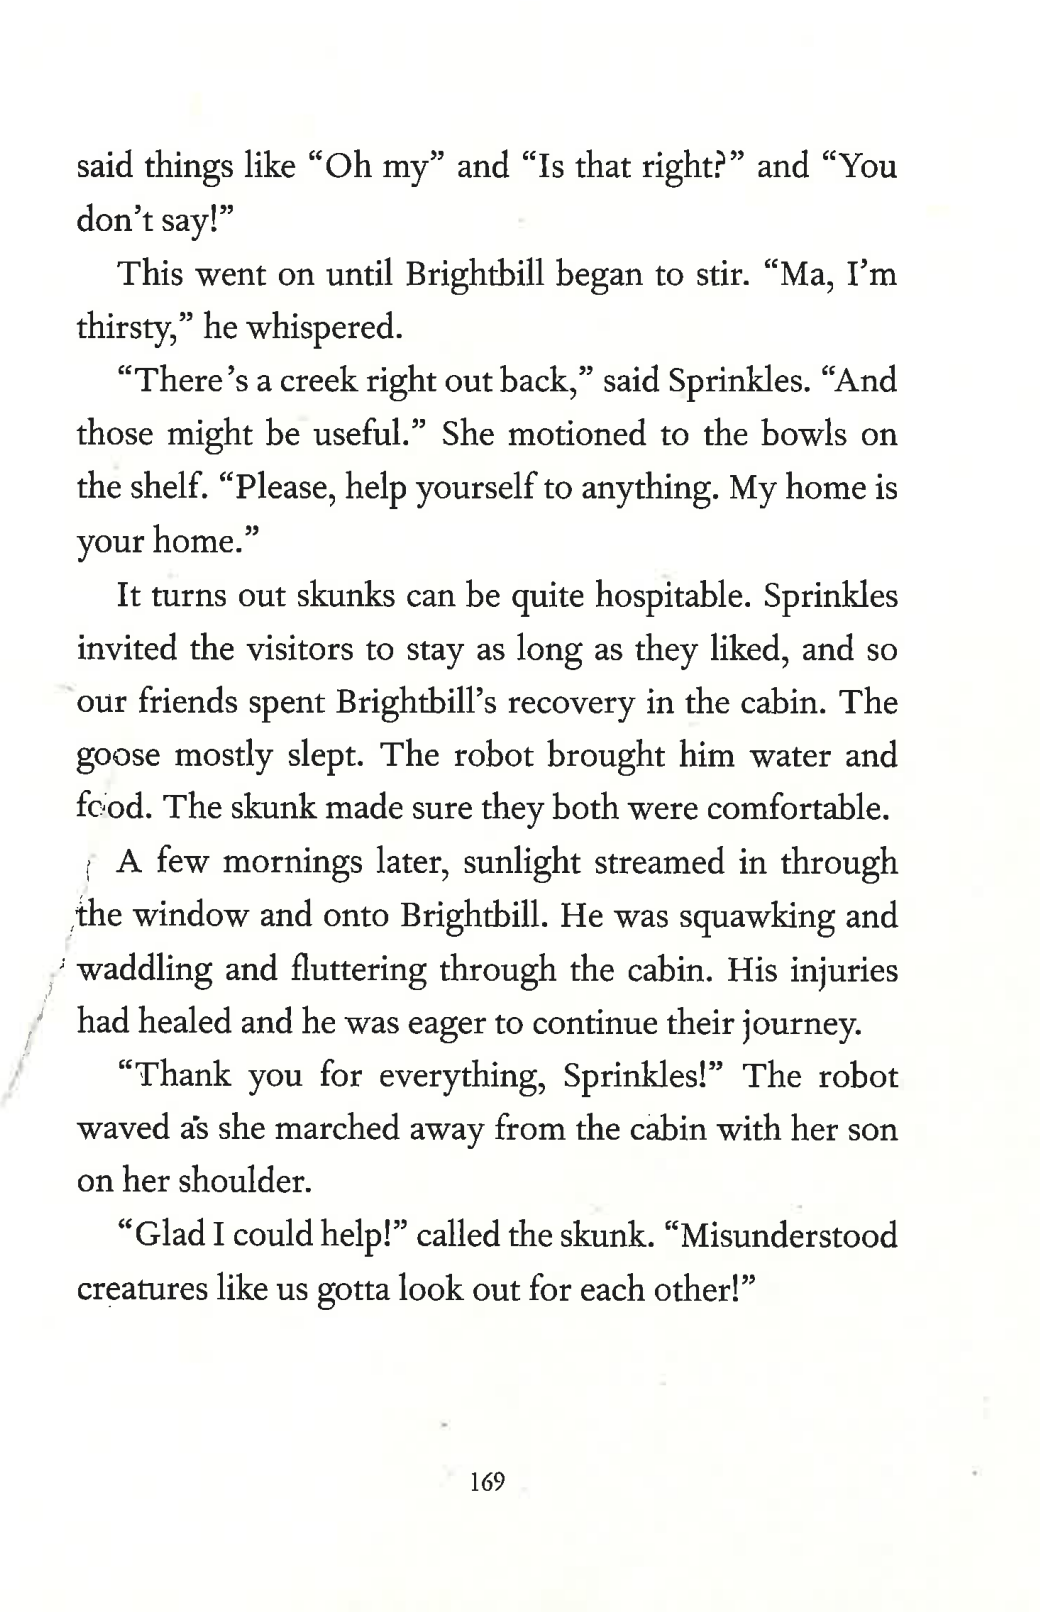 said things like “Oh my” and “Is that right?” and “You
don’t say!”
This went on until Brightbill began to stir. “Ma, I’m
thirsty,” he whispered.
“There’s a creek right out back,” said Sprinkles. “And
those might be useful.” She motioned to the bowls on
the shelf. “Please, help yourself to anything. My home is
your home.”
It turns out skunks can be quite hospitable. Sprinkles
invited the visitors to stay as long as they liked, and so
our friends spent Brightbill’s recovery in the cabin. The
goose mostly slept. The robot brought him water and
food. The skunk made sure they both were comfortable.
A few mornings later, sunlight streamed in through
the window and onto Brightbill. He was squawking and
waddling and fluttering through the cabin. His injuries
had healed and he was eager to continue their journey.
“Thank you for everything, Sprinkles!” The robot
waved as she marched away from the cabin with her son
on her shoulder.
“Glad I could help!” called the skunk. “Misunderstood
creatures like us gotta look out for each other!”
169